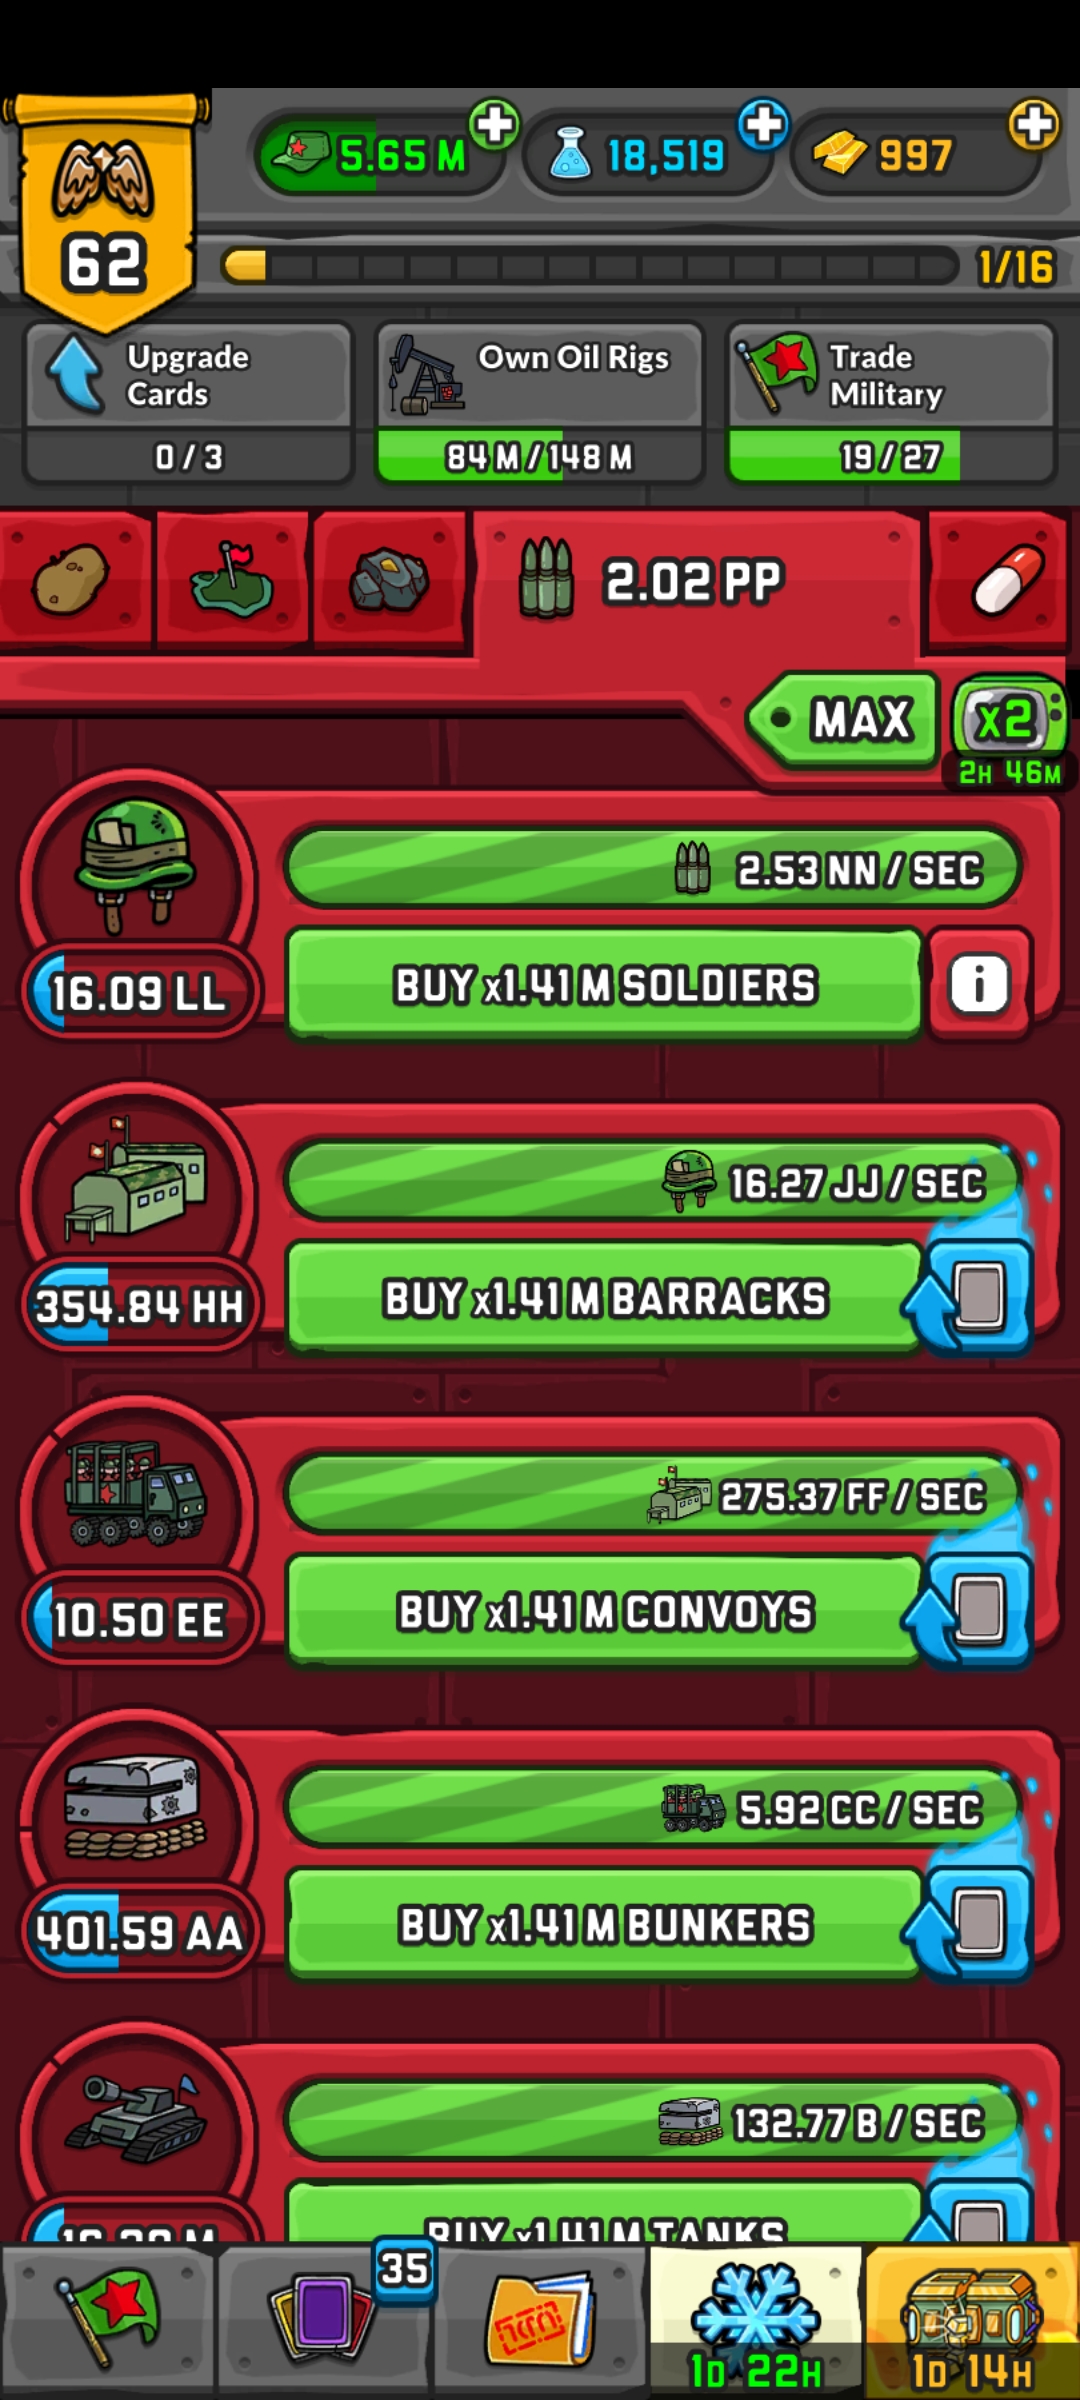 5.65 M
18,519
997
62
1/16
Upgrade
Cards
0 / 3
Own Oil Rigs
84 M / 148 M
Trade
Military
19 / 27
2.02 PP
MAX
x2
2H 46M
2.53 NN / SEC
16.09 LL
BUY x1.41 M SOLDIERS
i
16.27 JJ / SEC
354.84 HH
BUY x1.41 M BARRACKS
275.37 FF / SEC
10.50 EE
BUY x1.41 M CONVOYS
5.92 CC / SEC
401.59 AA
BUY x1.41 M BUNKERS
132.77 B / SEC
BUY x1.41 M TANKS
35
1D 22H
1D 14H